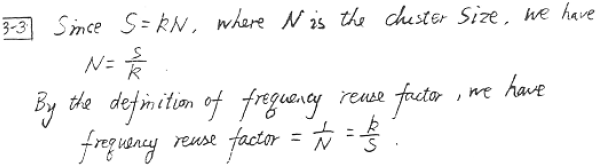 3-3 Since S = kN, where N is the cluster size, we have
N = S/k.
By the definition of frequency reuse factor, we have
frequency reuse factor = 1/N = k/S.